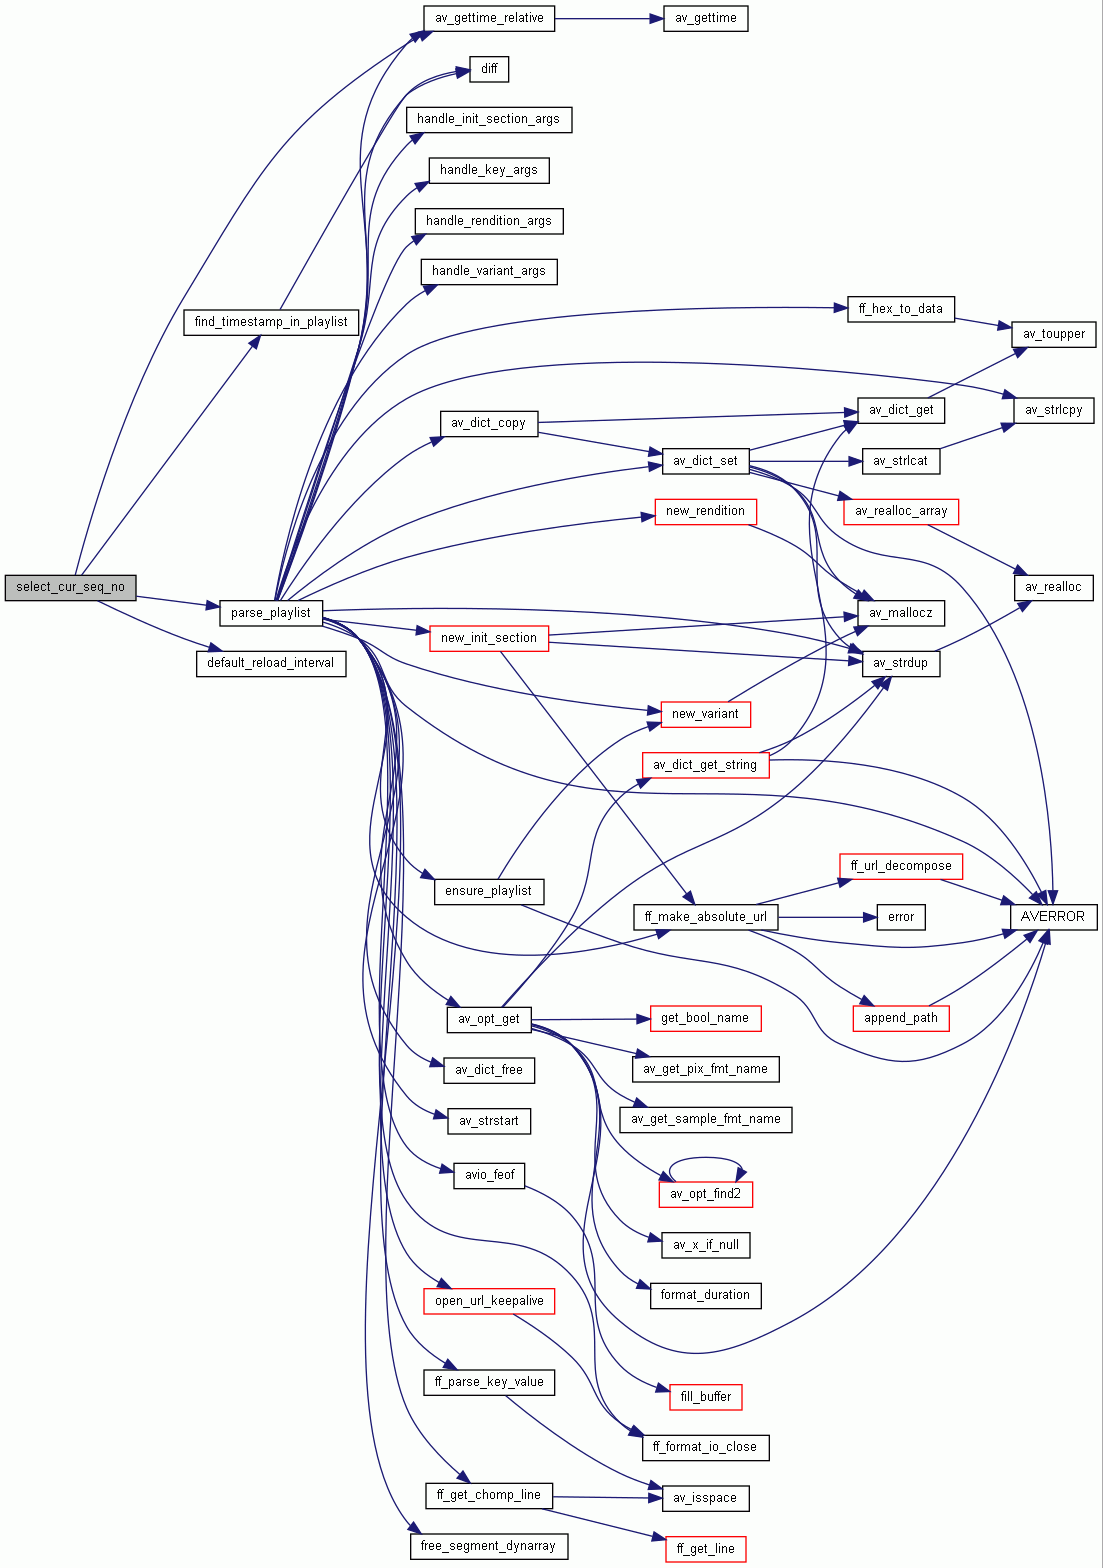 av_gettime_relative
av_gettime
diff
handle_init_section_args
handle_key_args
handle_rendition_args
handle_variant_args
ff_hex_to_data
find_timestamp_in_playlist
av_toupper
av_dict_get
av_strlcpy
av_dict_copy
av_dict_set
av_strlcat
new_rendition
av_realloc_array
select_cur_seq_no
av_realloc
parse_playlist
av_mallocz
new_init_section
default_reload_interval
av_strdup
new_variant
av_dict_get_string
ff_url_decompose
ensure_playlist
ff_make_absolute_url
error
AVERROR
av_opt_get
get_bool_name
append_path
av_dict_free
av_get_pix_fmt_name
av_strstart
av_get_sample_fmt_name
avio_feof
av_opt_find2
av_x_if_null
open_url_keepalive
format_duration
ff_parse_key_value
fill_buffer
ff_format_io_close
ff_get_chomp_line
av_isspace
free_segment_dynarray
ff_get_line